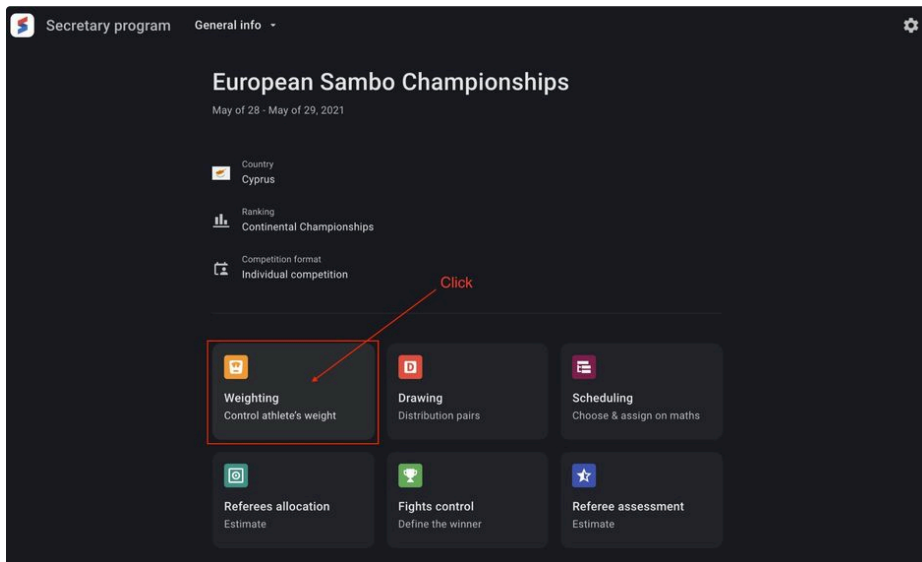 Secretary program General info
European Sambo Championships
May of 28 - May of 29, 2021
Country
Cyprus
Ranking
Continental Championships
Competition format
Individual competition
Click
Weighting
Control athlete's weight
D
Drawing
Distribution pairs
Scheduling
Choose & assign on maths
Referees allocation
Estimate
Fights control
Define the winner
Referee assessment
Estimate